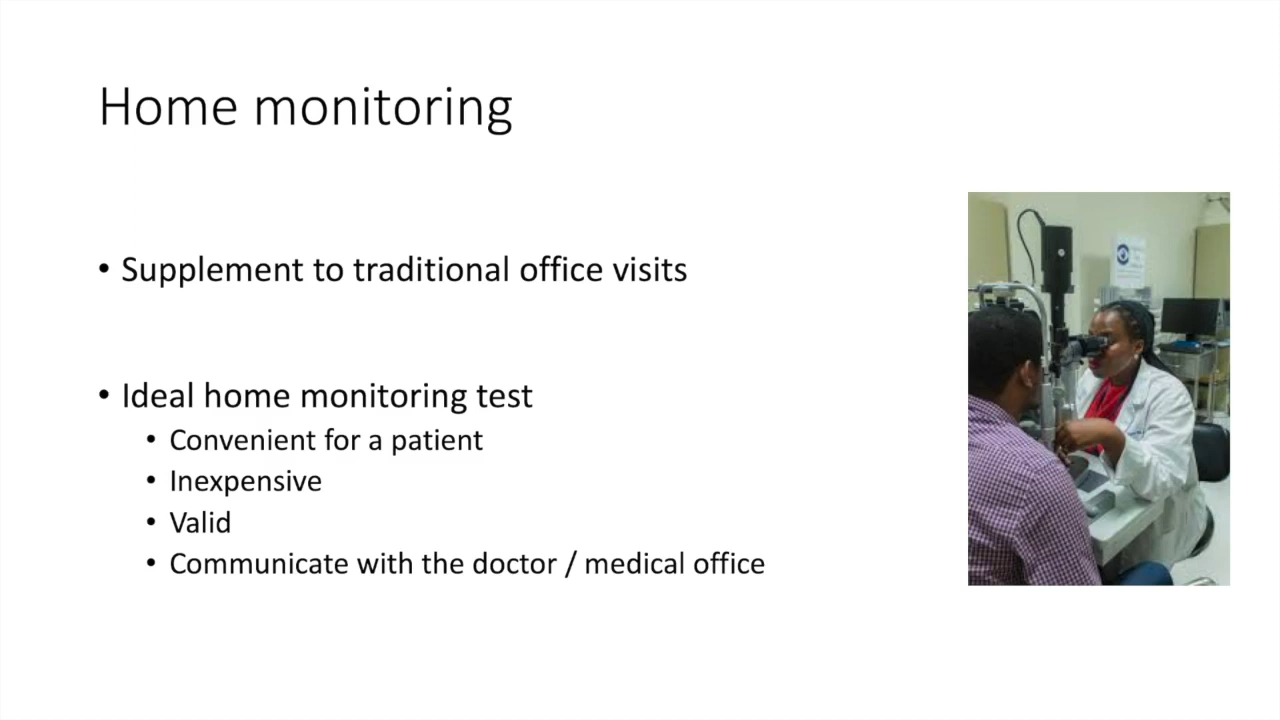 Home monitoring
• Supplement to traditional office visits
• Ideal home monitoring test
• Convenient for a patient
• Inexpensive
• Valid
• Communicate with the doctor / medical office